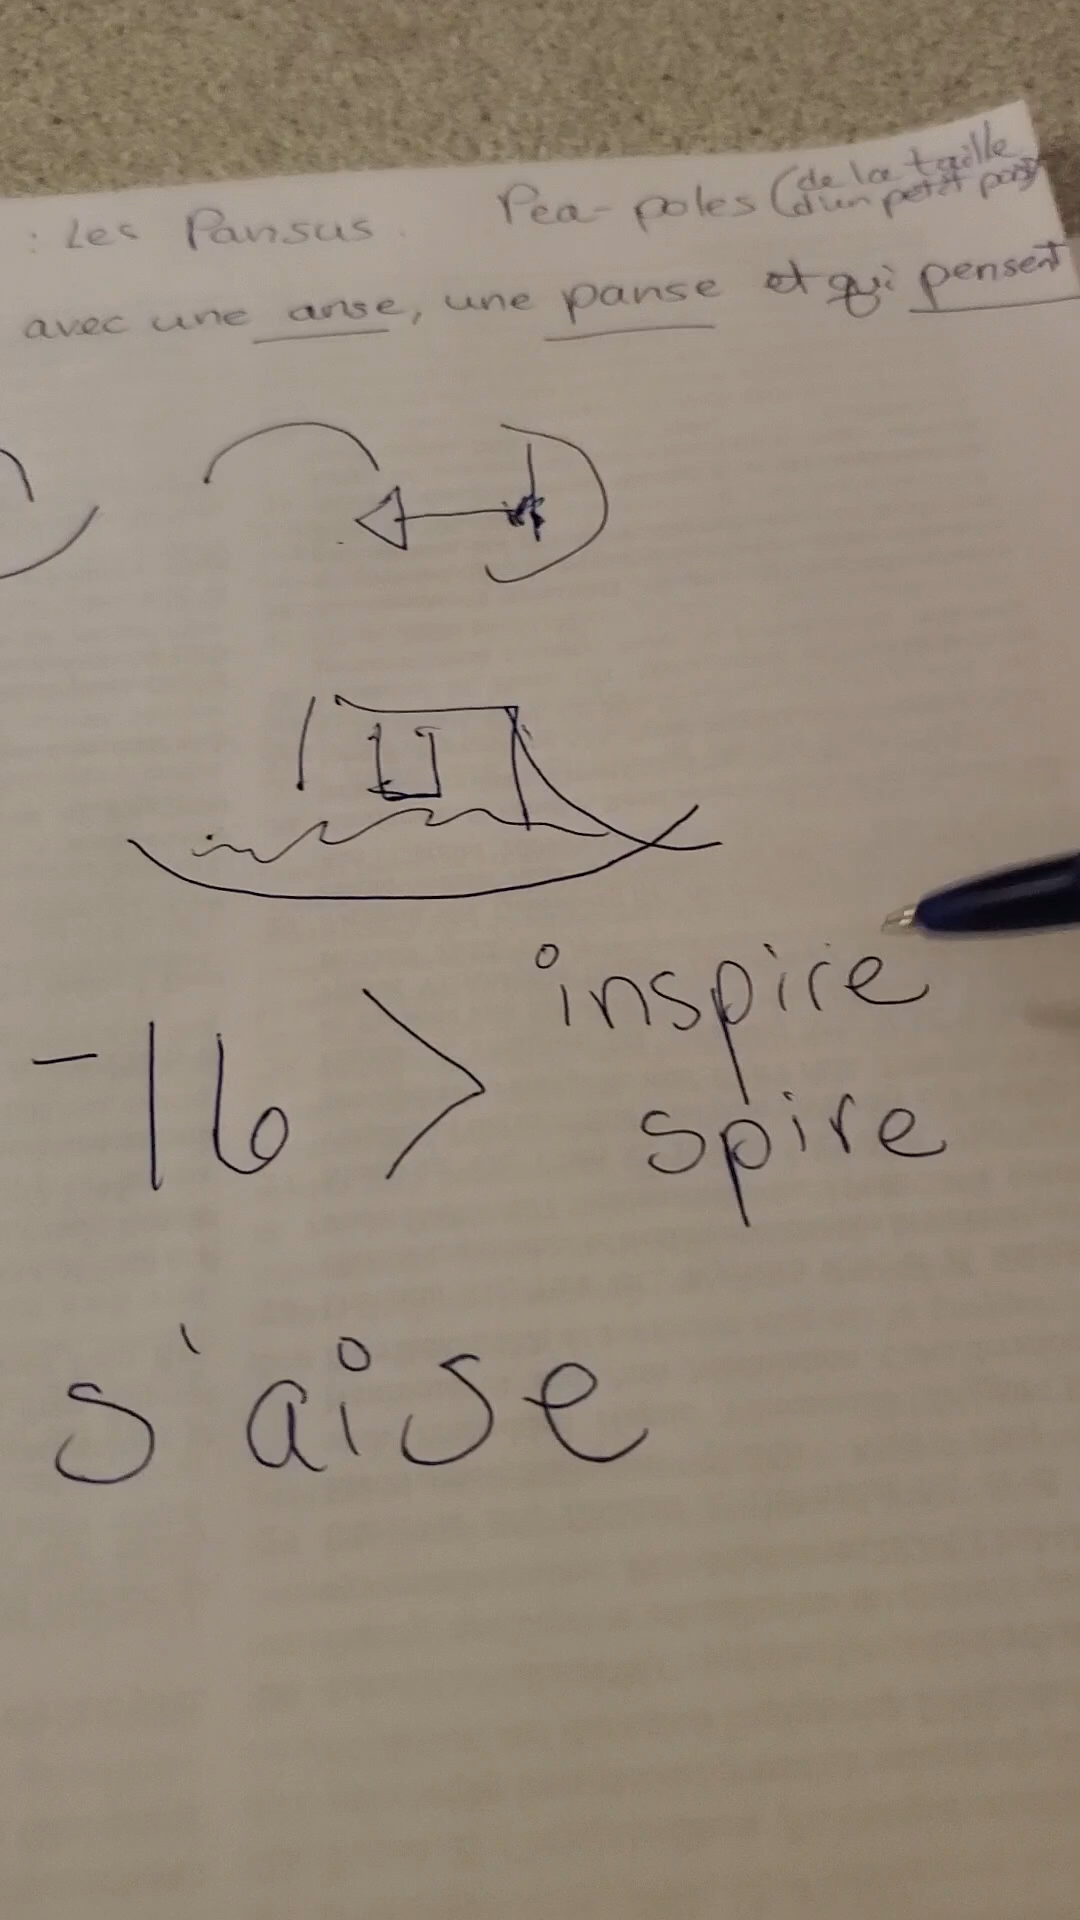 : Les Pansus. Pea-poles (de la taille
d'un petit pois
avec une anse, une panse et qui pensent
inspire
-16 >
spire
s'aise